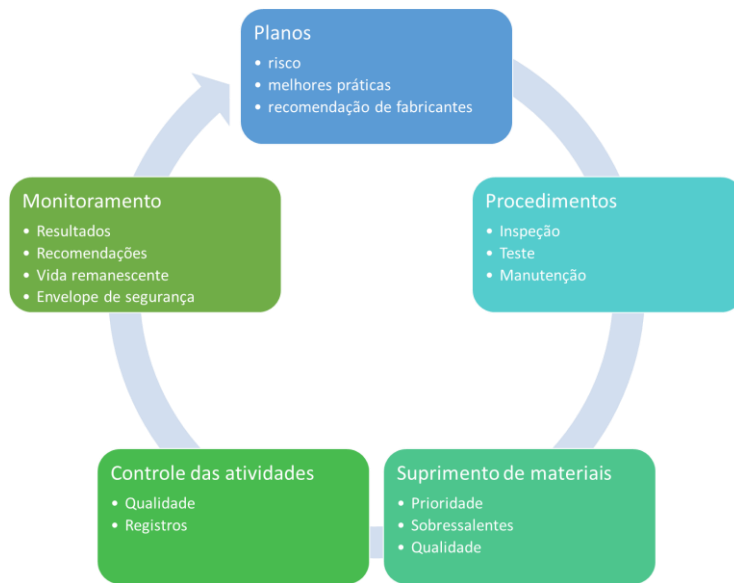 Planos
• risco
• melhores práticas
• recomendação de fabricantes
Procedimentos
• Inspeção
• Teste
• Manutenção
Suprimento de materiais
• Prioridade
• Sobressalentes
• Qualidade
Controle das atividades
• Qualidade
• Registros
Monitoramento
• Resultados
• Recomendações
• Vida remanescente
• Envelope de segurança